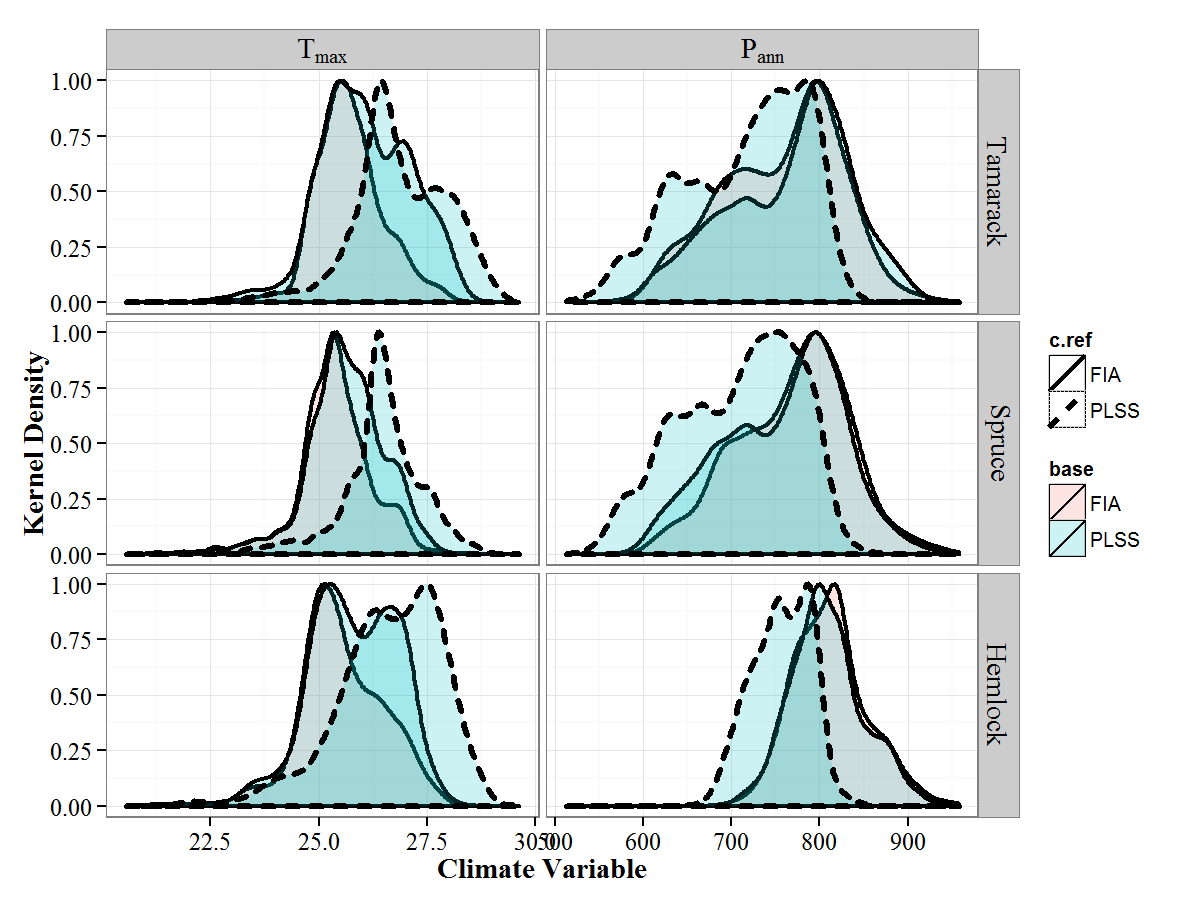 Tmax Pann
1.00
0.75
0.50
0.25
0.00
Tamarack
1.00
0.75
0.50
0.25
0.00
Spruce
1.00
0.75
0.50
0.25
0.00
Hemlock
Kernel Density
22.5 25.0 27.5 30.0 500 600 700 800 900
Climate Variable
c.ref
FIA
PLSS
base
FIA
PLSS